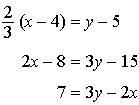 2/3 (x − 4) = y − 5
2x − 8 = 3y − 15
7 = 3y − 2x